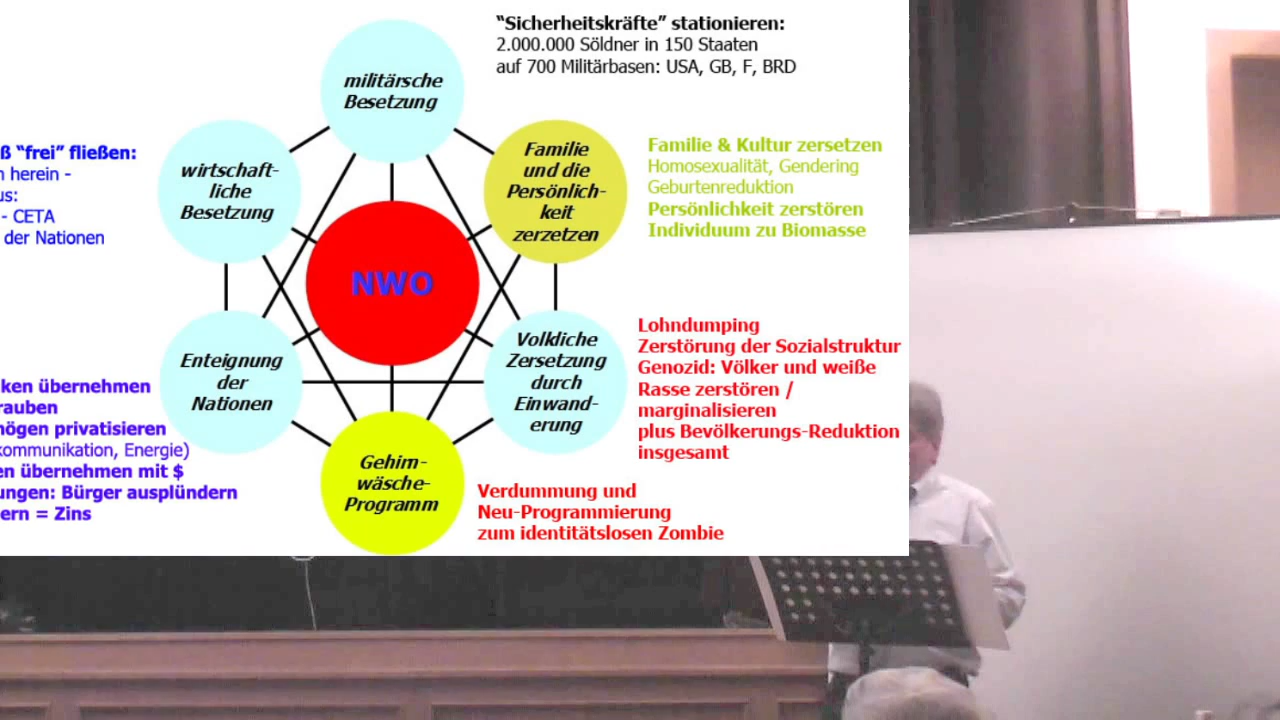 “Sicherheitskräfte” stationieren:
2.000.000 Söldner in 150 Staaten
auf 700 Militärbasen: USA, GB, F, BRD
militärsche
Besetzung
Familie
und die
Persönlich-
keit
zerzetzen
Familie & Kultur zersetzen
Homosexualität, Gendering
Geburtenreduktion
Persönlichkeit zerstören
Individuum zu Biomasse
ß “frei” fließen:
n herein -
us:
- CETA
der Nationen
wirtschaft-
liche
Besetzung
NWO
Volkliche
Zersetzung
durch
Einwand-
erung
Lohndumping
Zerstörung der Sozialstruktur
Genozid: Völker und weiße
Rasse zerstören /
marginalisieren
plus Bevölkerungs-Reduktion
insgesamt
Enteignung
der
Nationen
ken übernehmen
rauben
mögen privatisieren
kommunikation, Energie)
en übernehmen mit $
ungen: Bürger ausplündern
ern = Zins
Gehirn-
wäsche-
Programm
Verdummung und
Neu-Programmierung
zum identitätslosen Zombie